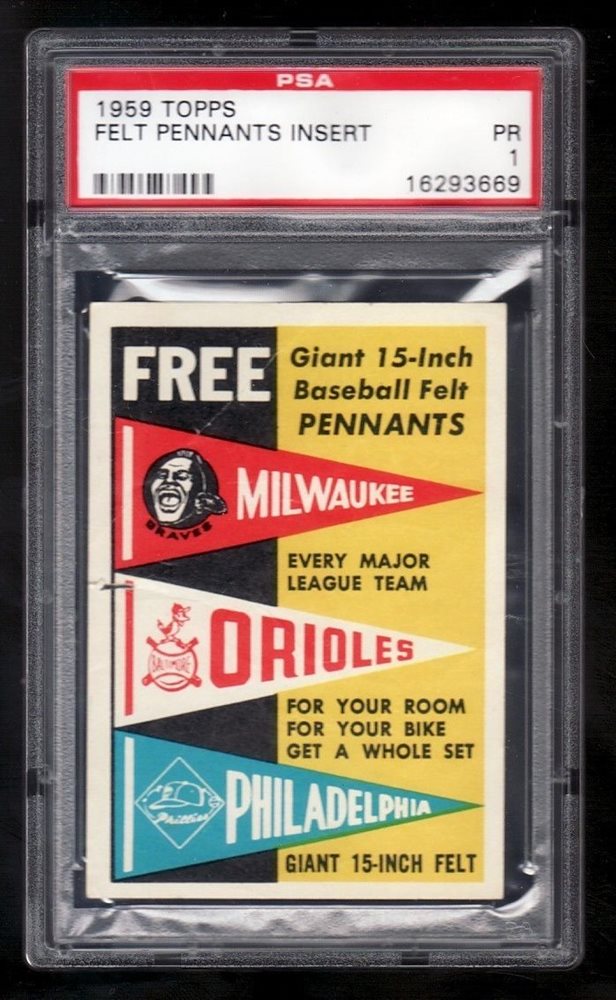 PSA
1959 TOPPS
FELT PENNANTS INSERT
PR
1
16293669
FREE
Giant 15-Inch
Baseball Felt
PENNANTS
MILWAUKEE
BRAVES
EVERY MAJOR
LEAGUE TEAM
ORIOLES
BALTIMORE
FOR YOUR ROOM
FOR YOUR BIKE
GET A WHOLE SET
PHILADELPHIA
Phillies
GIANT 15-INCH FELT